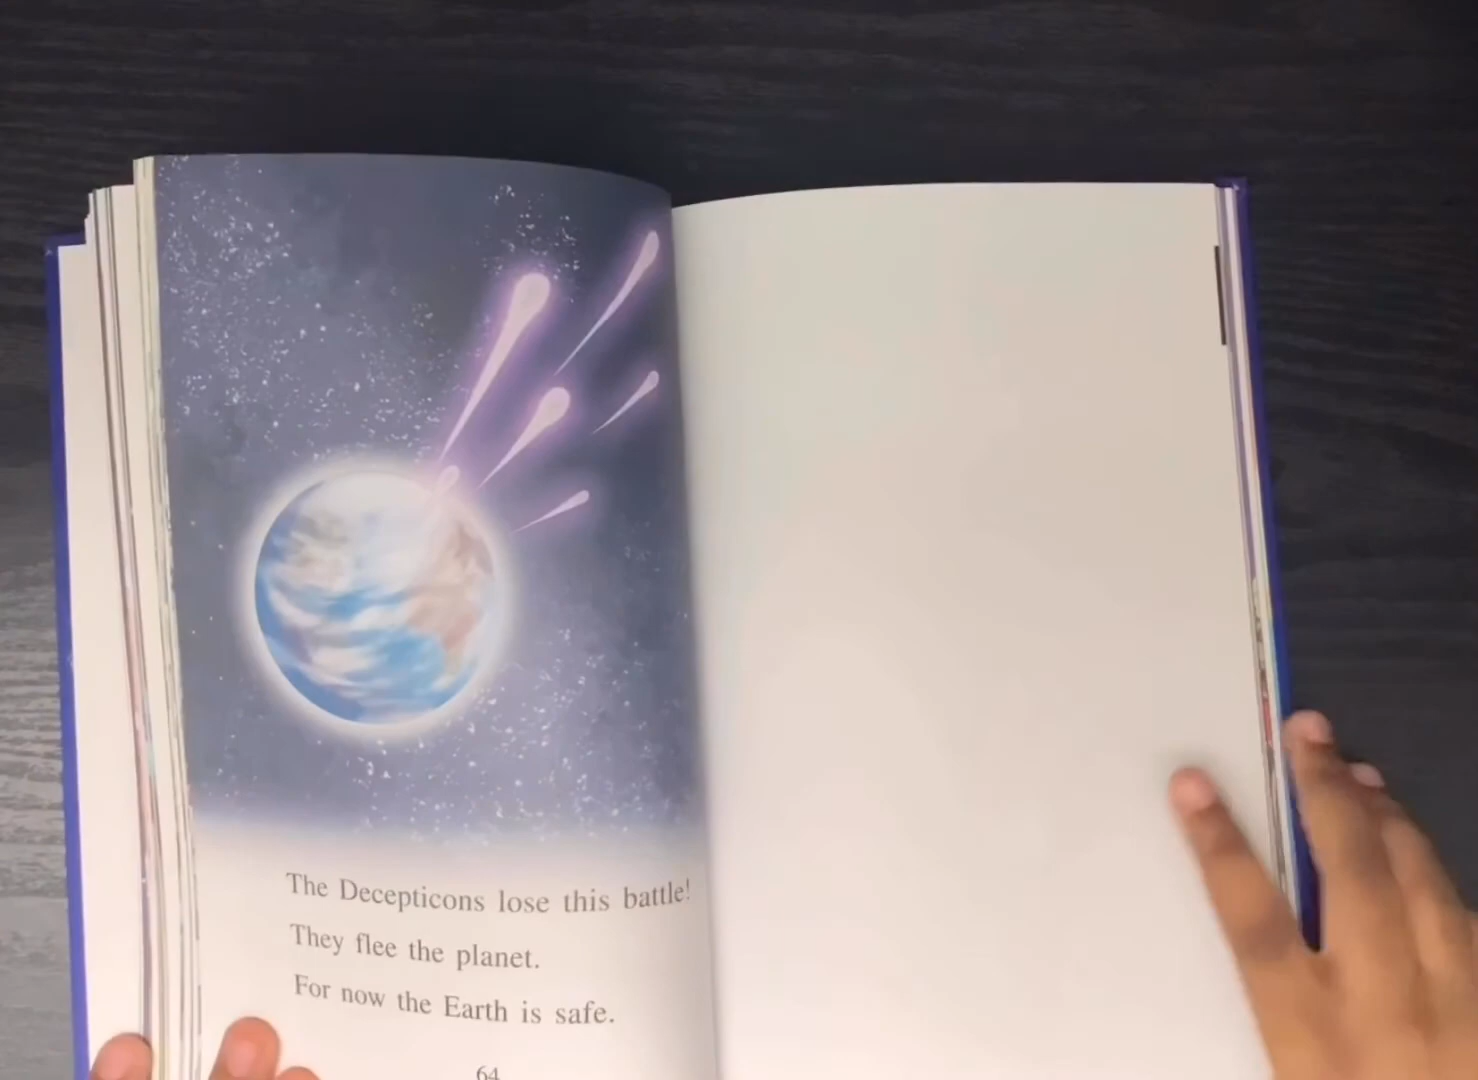 The Decepticons lose this battle!
They flee the planet.
For now the Earth is safe.
64